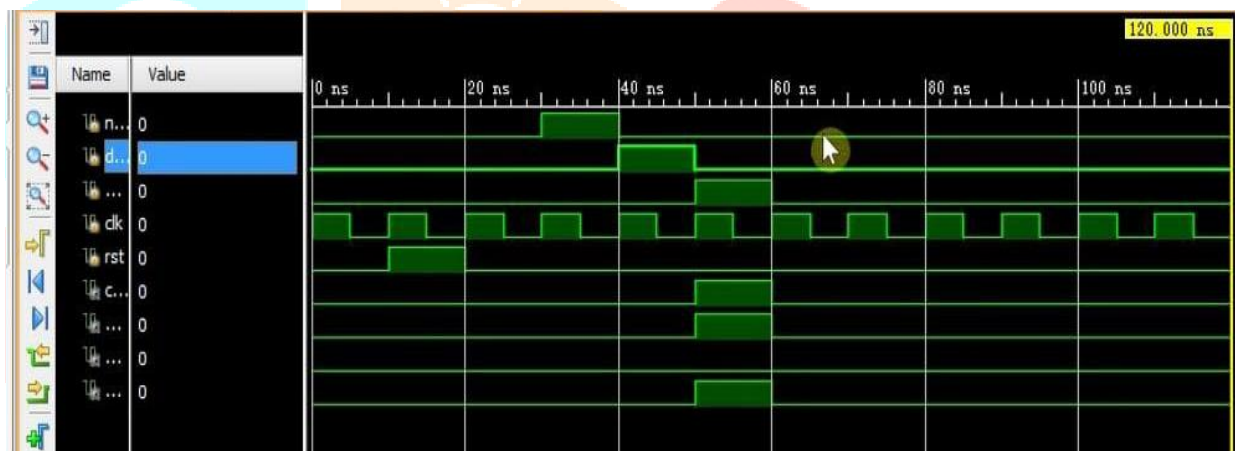 120.000 ns
Name Value
0 ns 20 ns 40 ns 60 ns 80 ns 100 ns
n... 0
d... 0
... 0
clk 0
rst 0
c... 0
... 0
... 0
... 0